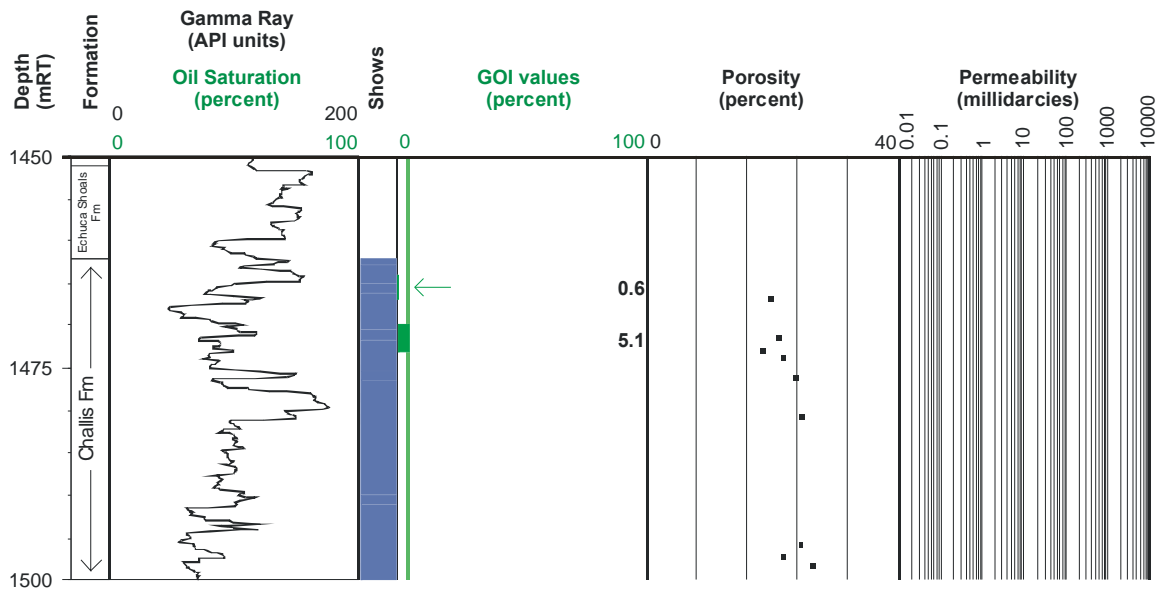 Depth
(mRT)
Formation
Gamma Ray
(API units)
Oil Saturation
(percent)
Shows
GOI values
(percent)
Porosity
(percent)
Permeability
(millidarcies)
0 200
0 100 0 100 0 40 0.01 0.1 1 10 100 1000 10000
1450
Echuca Shoals
Fm
0.6
5.1
1475
Challis Fm
1500